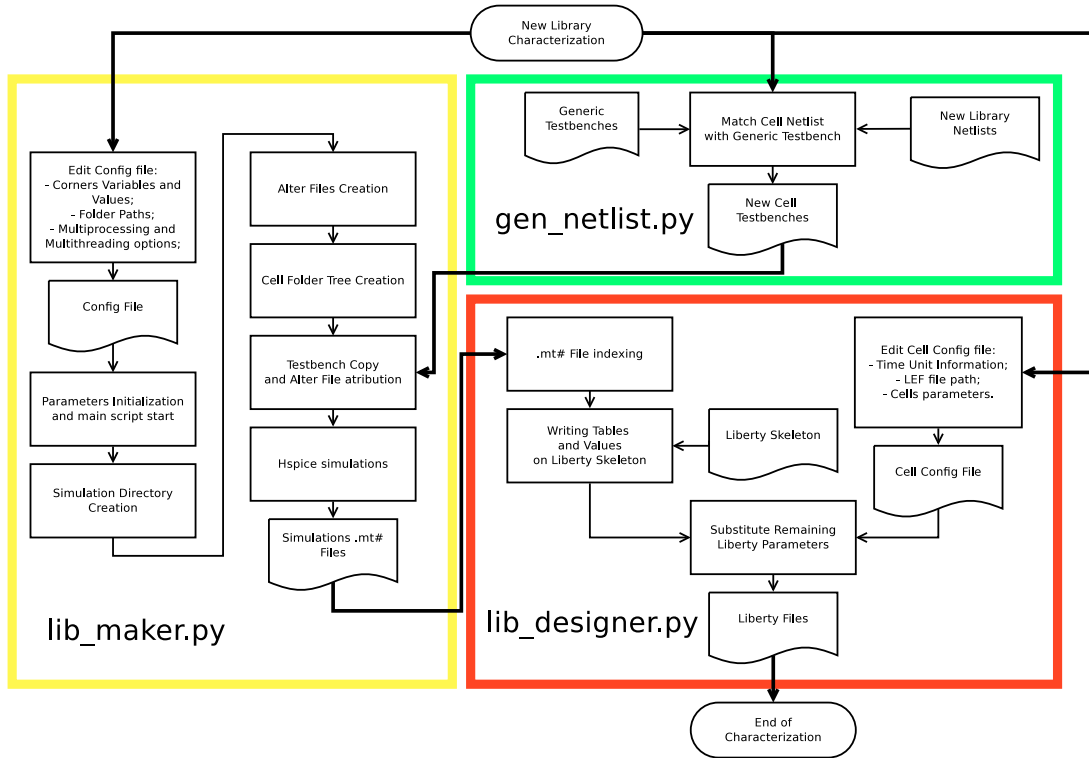 New Library
Characterization
Edit Config file:
- Corners Variables and
Values;
- Folder Paths;
- Multiprocessing and
Multithreading options;
Config File
Parameters Initialization
and main script start
Simulation Directory
Creation
Alter Files Creation
Cell Folder Tree Creation
Testbench Copy
and Alter File atribution
Hspice simulations
Simulations .mt#
Files
lib_maker.py
Generic
Testbenches
Match Cell Netlist
with Generic Testbench
New Library
Netlists
New Cell
Testbenches
gen_netlist.py
.mt# File indexing
Writing Tables
and Values
on Liberty Skeleton
Liberty Skeleton
Edit Cell Config file:
- Time Unit Information;
- LEF file path;
- Cells parameters.
Cell Config File
Substitute Remaining
Liberty Parameters
Liberty Files
lib_designer.py
End of
Characterization